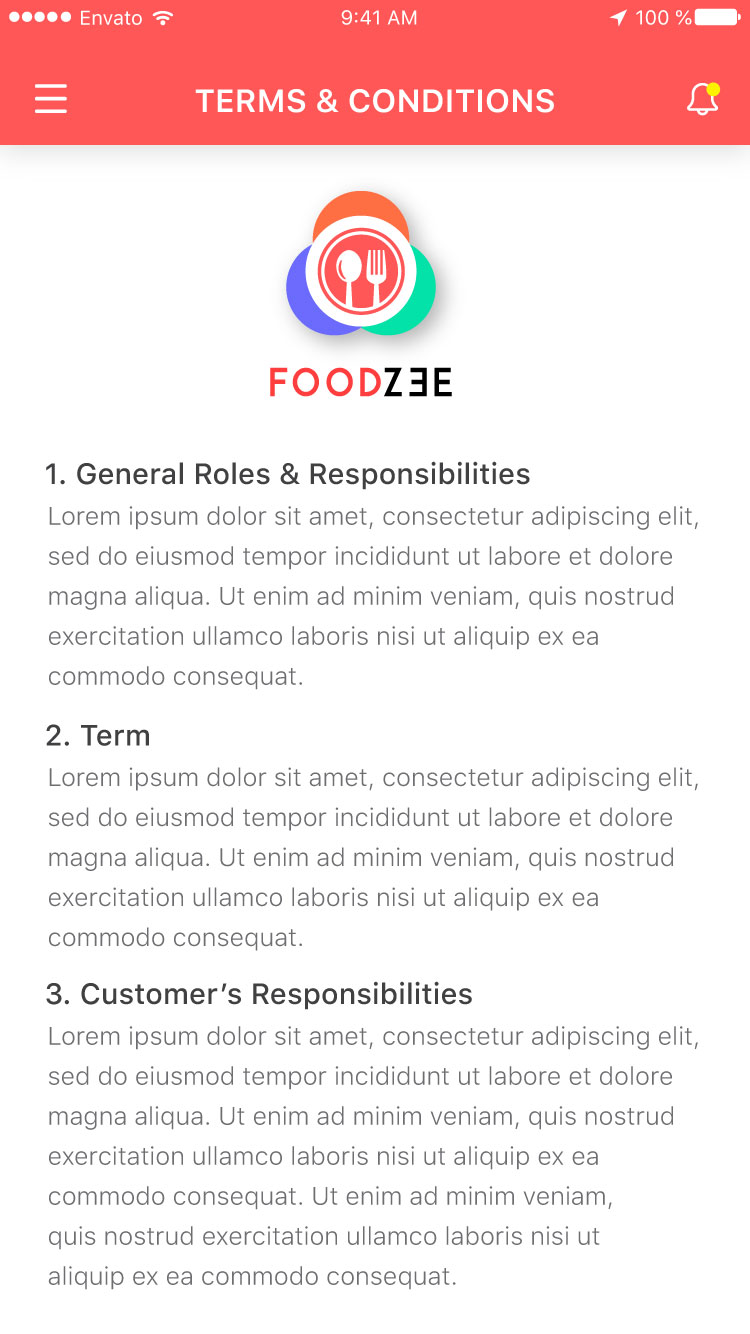 Envato 9:41 AM 100 %
TERMS & CONDITIONS
FOODZEE
1. General Roles & Responsibilities
Lorem ipsum dolor sit amet, consectetur adipiscing elit,
sed do eiusmod tempor incididunt ut labore et dolore
magna aliqua. Ut enim ad minim veniam, quis nostrud
exercitation ullamco laboris nisi ut aliquip ex ea
commodo consequat.
2. Term
Lorem ipsum dolor sit amet, consectetur adipiscing elit,
sed do eiusmod tempor incididunt ut labore et dolore
magna aliqua. Ut enim ad minim veniam, quis nostrud
exercitation ullamco laboris nisi ut aliquip ex ea
commodo consequat.
3. Customer’s Responsibilities
Lorem ipsum dolor sit amet, consectetur adipiscing elit,
sed do eiusmod tempor incididunt ut labore et dolore
magna aliqua. Ut enim ad minim veniam, quis nostrud
exercitation ullamco laboris nisi ut aliquip ex ea
commodo consequat. Ut enim ad minim veniam,
quis nostrud exercitation ullamco laboris nisi ut
aliquip ex ea commodo consequat.